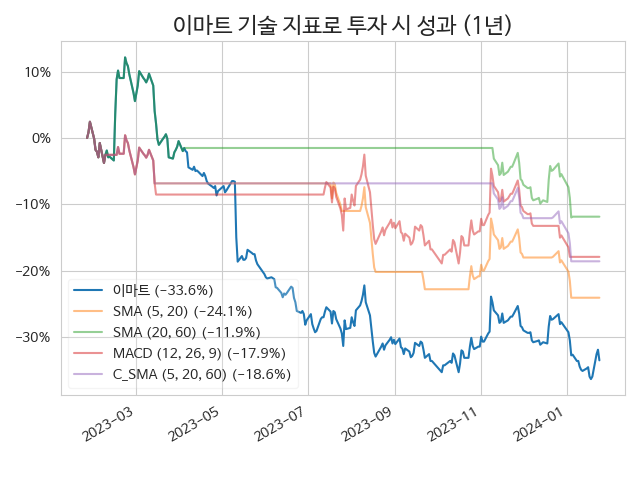 이마트 기술 지표로 투자 시 성과 (1년)
10%
0%
−10%
−20%
−30%
이마트 (−33.6%)
SMA (5, 20) (−24.1%)
SMA (20, 60) (−11.9%)
MACD (12, 26, 9) (−17.9%)
C_SMA (5, 20, 60) (−18.6%)
2023−03
2023−05
2023−07
2023−09
2023−11
2024−01